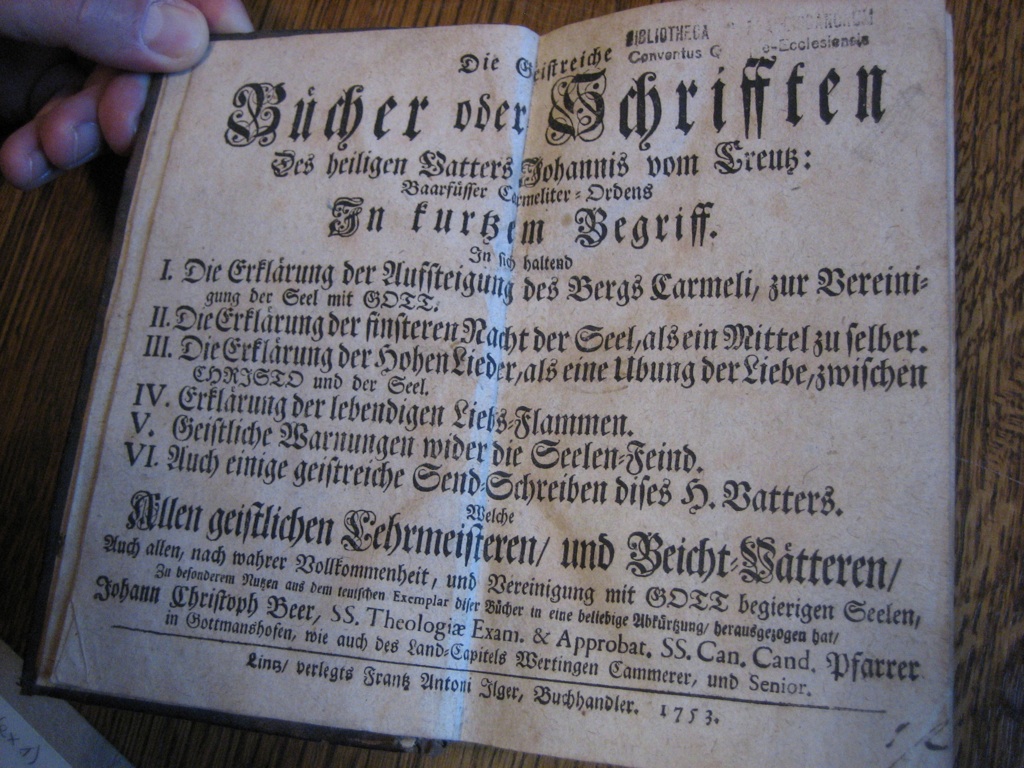 BIBLIOTHECA
Conventus
o-Ecclesiensis
Die Geistreiche
Bücher oder Schrifften
Des heiligen Vatters Johannis vom Creutz:
Baarfüsser Carmeliter-Ordens
In kurtzem Begriff.
In sich haltend
I. Die Erklärung der Aufsteigung des Bergs Carmeli, zur Vereini-
gung der Seel mit GOTT.
II. Die Erklärung der finsteren Nacht der Seel, als ein Mittel zu selber.
III. Die Erklärung der Hohen Lieder, als eine Ubung der Liebe, zwischen
CHRISTO und der Seel.
IV. Erklärung der lebendigen Liebs-Flammen.
V. Geistliche Warnungen wider die Seelen-Feind.
VI. Auch einige geistreiche Send-Schreiben dises H. Vatters.
Welche
Allen geistlichen Lehrmeisteren/ und Beicht-Vätteren/
Auch allen, nach wahrer Vollkommenheit, und Vereinigung mit GOTT begierigen Seelen,
Zu besonderem Nutzen aus dem teutschen Exemplar diser Bücher in eine beliebige Abkürtzung/ herausgezogen hat/
Johann Christoph Beer, SS. Theologiæ Exam. & Approbat. SS. Can. Cand. Pfarrer
in Gottmanshofen, wie auch des Land-Capitels Wertingen Cammerer, und Senior.
Lintz/ verlegts Frantz Antoni Ilger, Buchhandler. 1753.